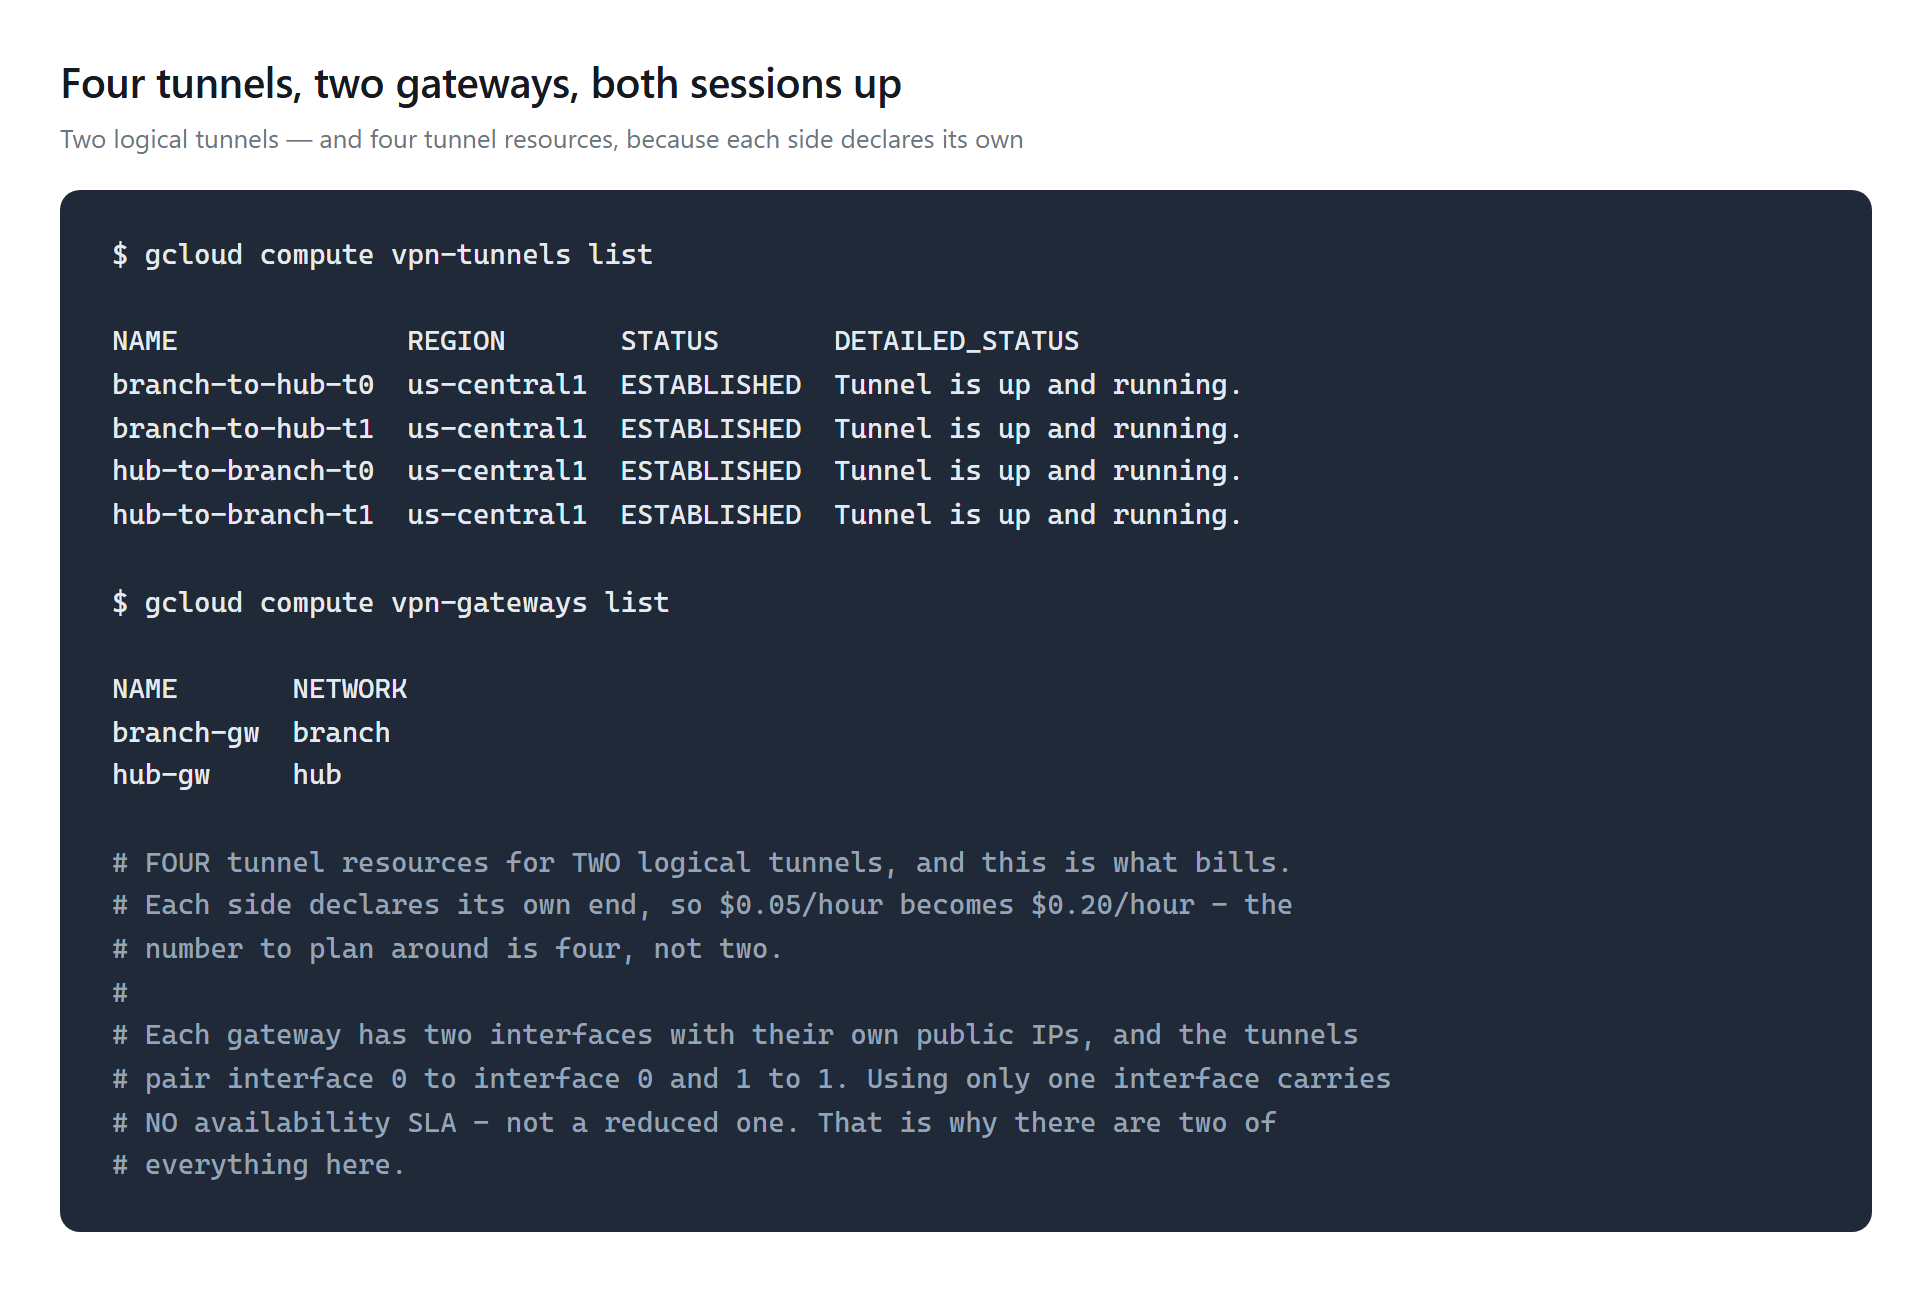 Four tunnels, two gateways, both sessions up
Two logical tunnels — and four tunnel resources, because each side declares its own
$ gcloud compute vpn-tunnels list
NAME REGION STATUS DETAILED_STATUS
branch-to-hub-t0 us-central1 ESTABLISHED Tunnel is up and running.
branch-to-hub-t1 us-central1 ESTABLISHED Tunnel is up and running.
hub-to-branch-t0 us-central1 ESTABLISHED Tunnel is up and running.
hub-to-branch-t1 us-central1 ESTABLISHED Tunnel is up and running.
$ gcloud compute vpn-gateways list
NAME NETWORK
branch-gw branch
hub-gw hub
# FOUR tunnel resources for TWO logical tunnels, and this is what bills.
# Each side declares its own end, so $0.05/hour becomes $0.20/hour - the
# number to plan around is four, not two.
#
# Each gateway has two interfaces with their own public IPs, and the tunnels
# pair interface 0 to interface 0 and 1 to 1. Using only one interface carries
# NO availability SLA - not a reduced one. That is why there are two of
# everything here.